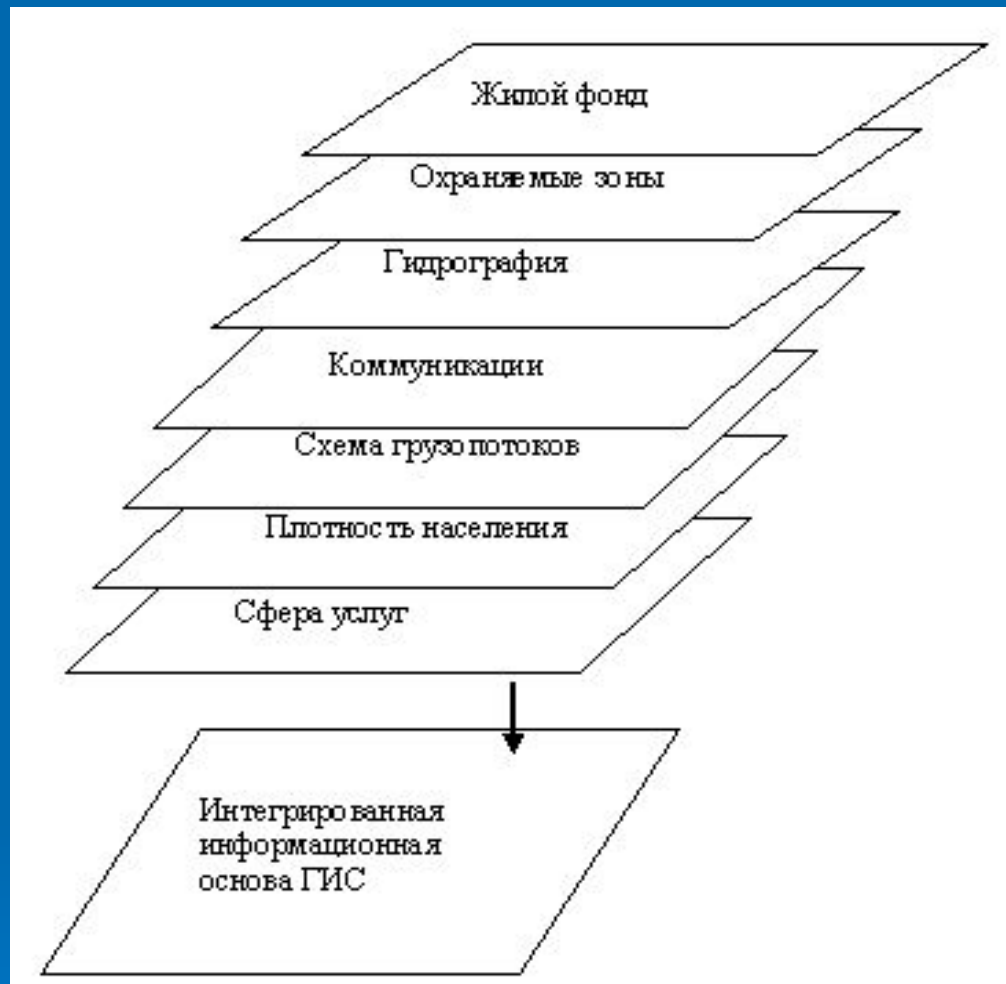 Жилой фонд
Охраняемые зоны
Гидрография
Коммуникации
Схема грузопотоков
Плотность населения
Сфера услуг
Интегрированная
информационная
основа ГИС